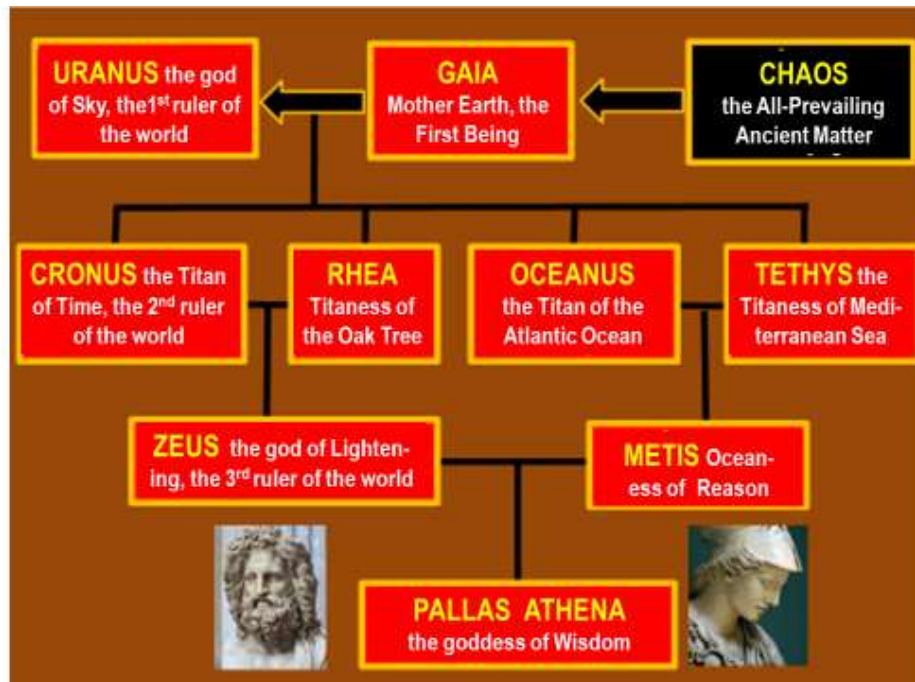 URANUS the god
of Sky, the1st ruler of
the world
GAIA
Mother Earth, the
First Being
CHAOS
the All-Prevailing
Ancient Matter
CRONUS the Titan
of Time, the 2nd ruler
of the world
RHEA
Titaness of
the Oak Tree
OCEANUS
the Titan of the
Atlantic Ocean
TETHYS the
Titaness of Medi-
terranean Sea
ZEUS the god of Lighten-
ing, the 3rd ruler of the world
METIS Ocean-
ess of Reason
PALLAS ATHENA
the goddess of Wisdom